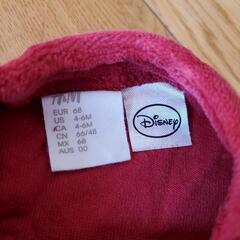 H&M
EUR 68
US 4-6M
CA 4-6M
CN 66/48
MX 68
AUS 00
Disney